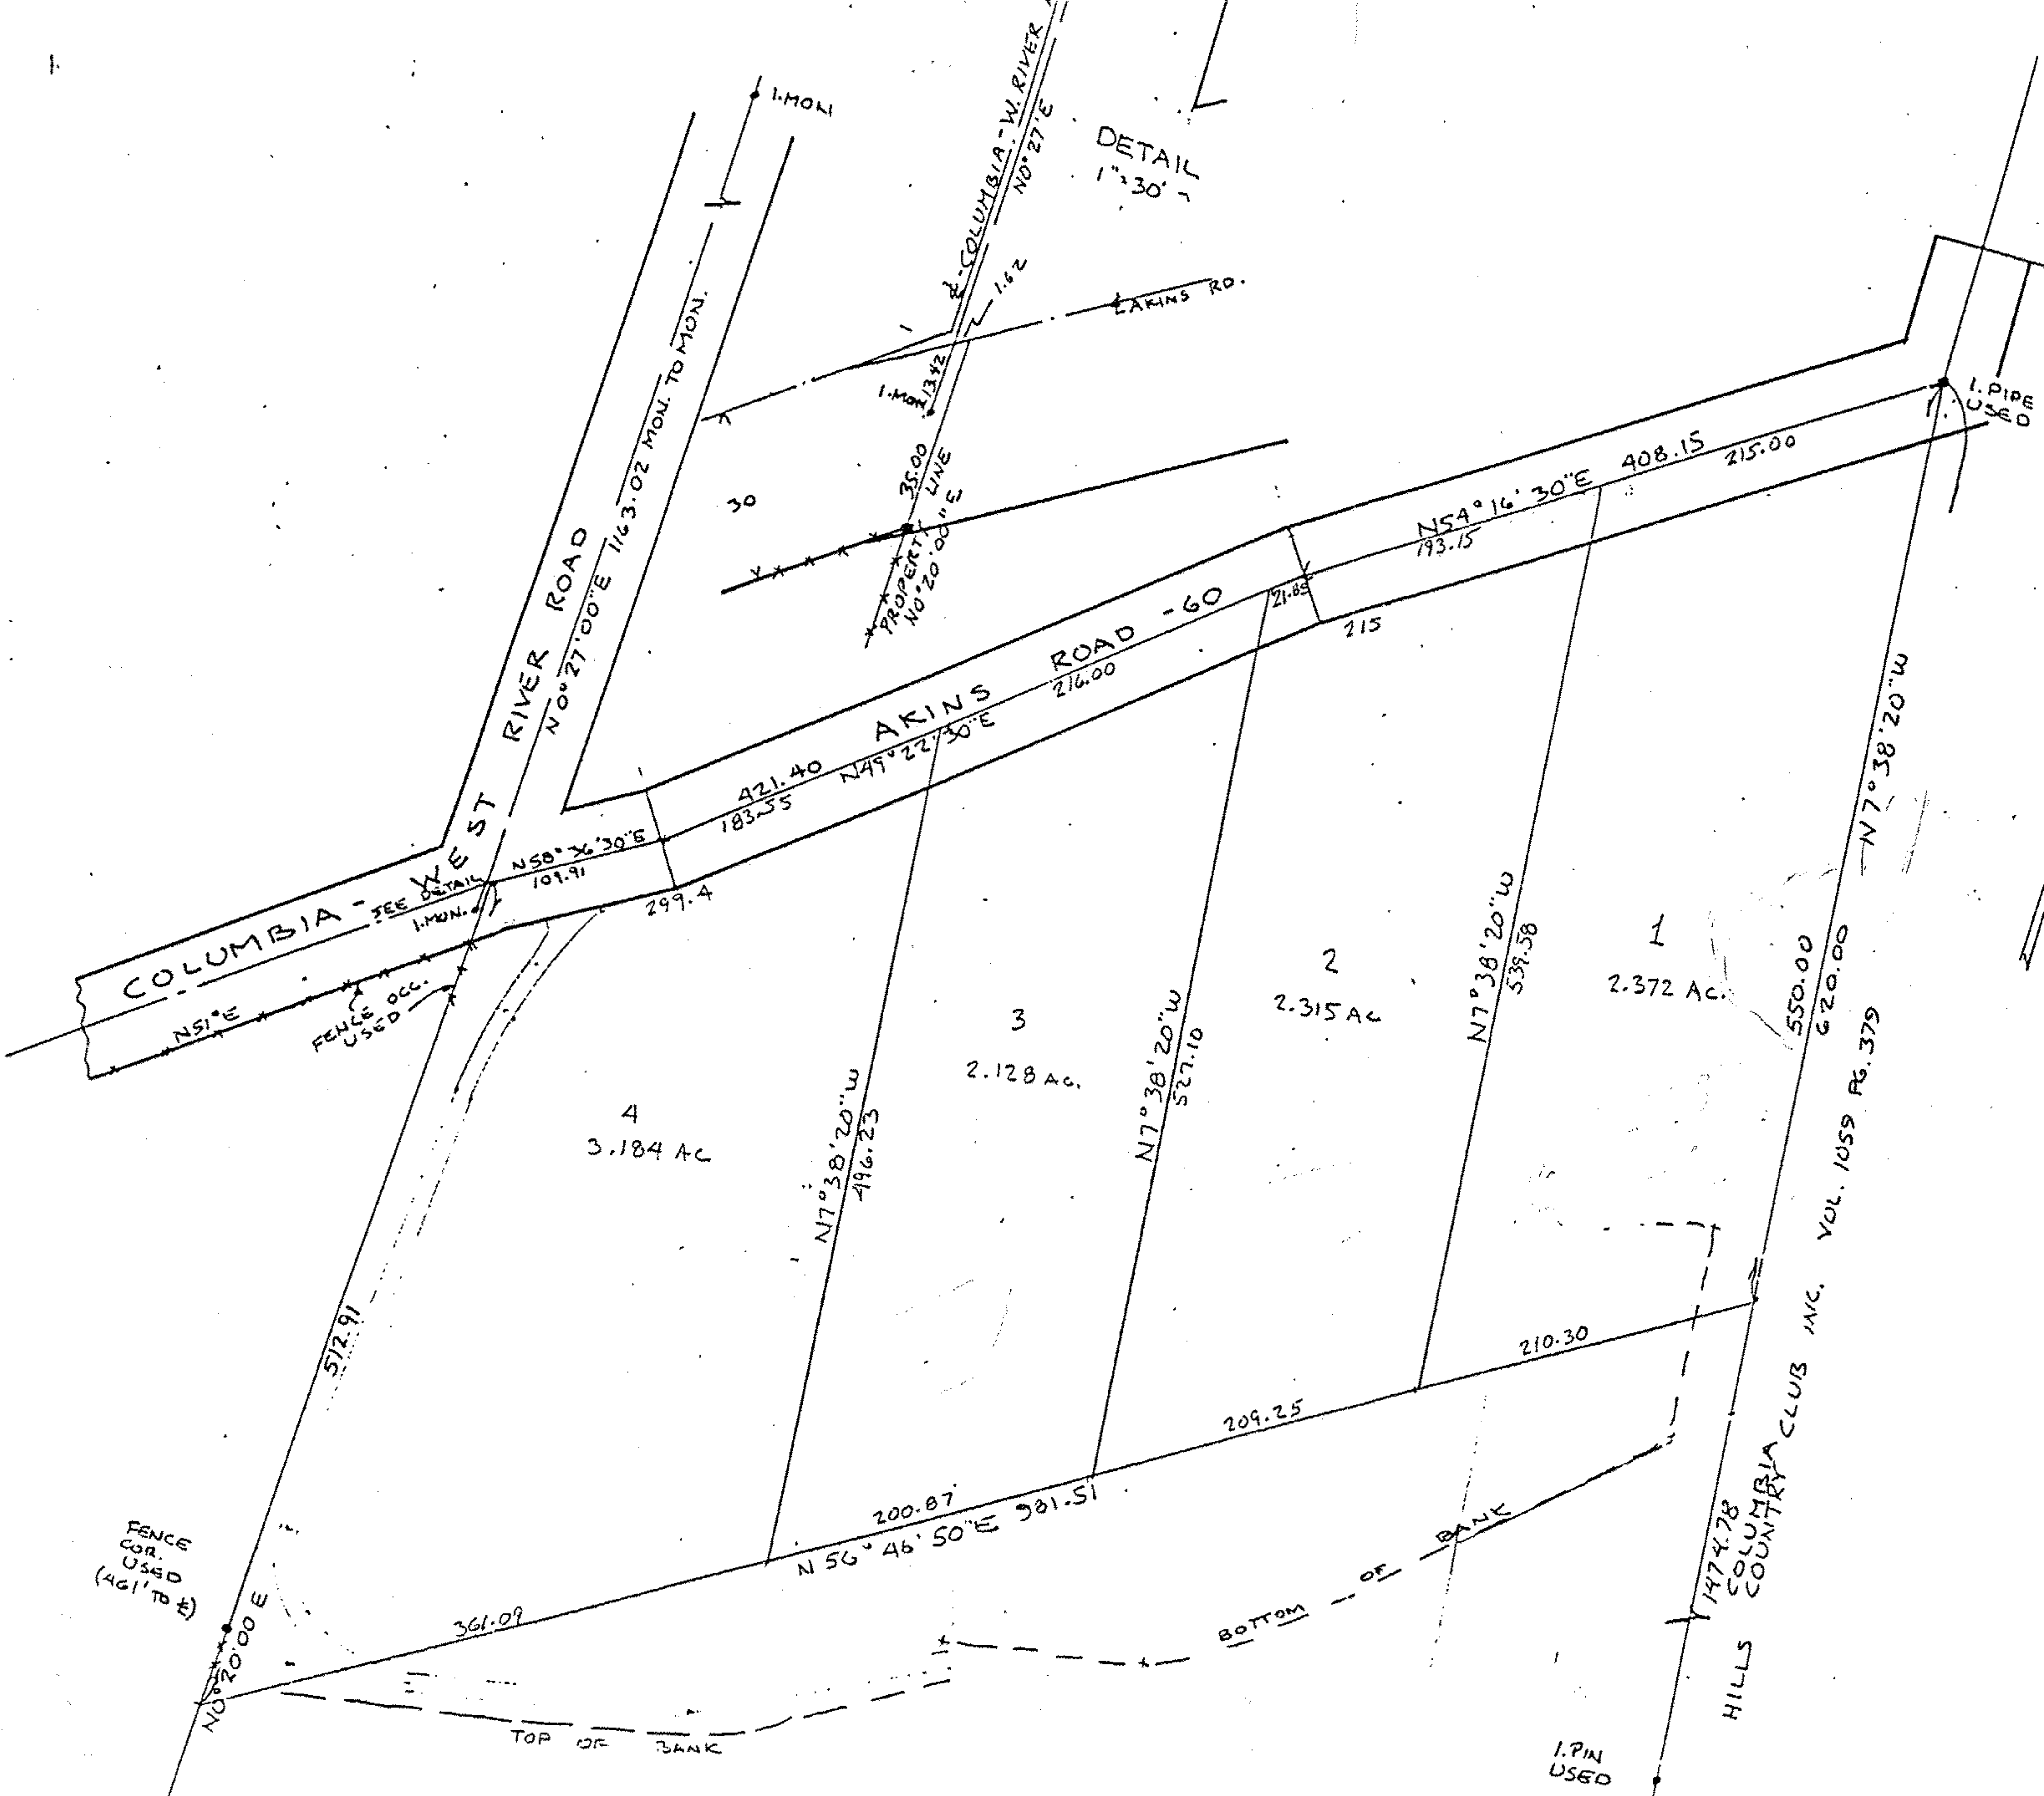 I.MON
℄-COLUMBIA-W. RIVER
N0°27'E
DETAIL
1"=30'
1.62
℄ AKINS RD.
13.42
I.MON
35.00
LINE
PROPERTY
N0°20'00"E
30
WEST RIVER ROAD
N0°27'00"E 1163.02 MON. TO MON.
I.PIPE
USED
408.15
N54°16'30"E
215.00
193.15
21.85
215
AKINS ROAD -60
216.00
421.40
N49°22'30"E
183.55
N58°36'30"E
109.91
299.4
COLUMBIA -
SEE DETAIL
I.MON.
N51°E
FENCE OCC.
USED
N7°38'20"W
550.00
620.00
1
2.372 AC.
N7°38'20"W
539.58
2
2.315 AC
N7°38'20"W
527.10
3
2.128 AC.
N7°38'20"W
496.23
4
3.184 AC
512.91
210.30
209.25
200.87
N 56°46'50"E 981.51
361.09
FENCE
COR.
USED
(461' TO ℄)
N0°20'00 E
TOP OF BANK
BOTTOM OF BANK
1474.78
COLUMBIA
HILLS COUNTRY CLUB INC. VOL. 1059 PG. 379
I.PIN
USED